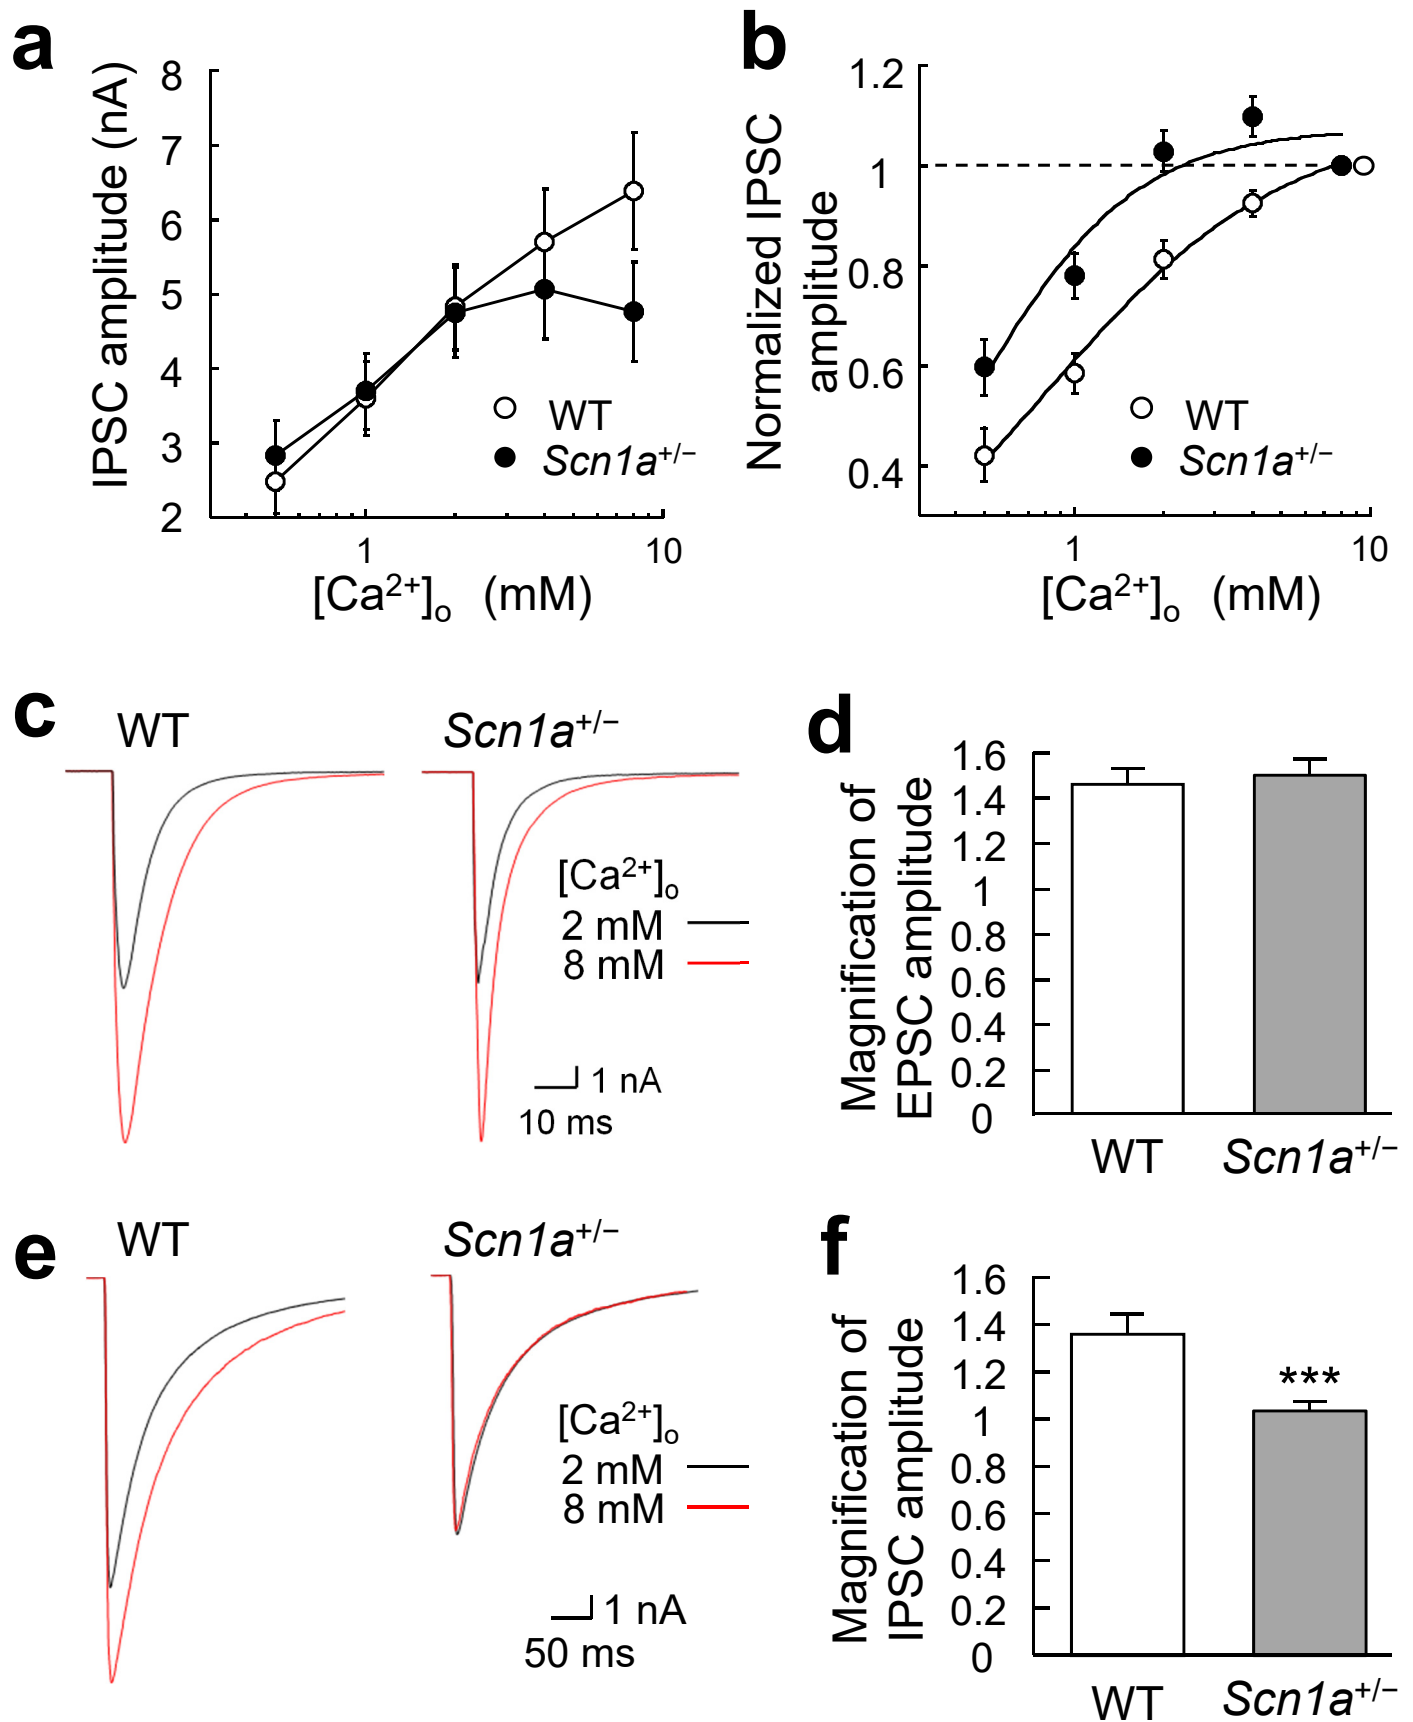 a
IPSC amplitude (nA)
8
7
6
5
4
3
2
1
10
[Ca²⁺]ₒ (mM)
WT
Scn1a⁺/⁻
b
Normalized IPSC
amplitude
1.2
1
0.8
0.6
0.4
1
10
[Ca²⁺]ₒ (mM)
WT
Scn1a⁺/⁻
c
WT
Scn1a⁺/⁻
[Ca²⁺]ₒ
2 mM
8 mM
1 nA
10 ms
d
Magnification of
EPSC amplitude
1.6
1.4
1.2
1
0.8
0.6
0.4
0.2
0
WT
Scn1a⁺/⁻
e
WT
Scn1a⁺/⁻
[Ca²⁺]ₒ
2 mM
8 mM
1 nA
50 ms
f
Magnification of
IPSC amplitude
1.6
1.4
1.2
1
0.8
0.6
0.4
0.2
0
***
WT
Scn1a⁺/⁻